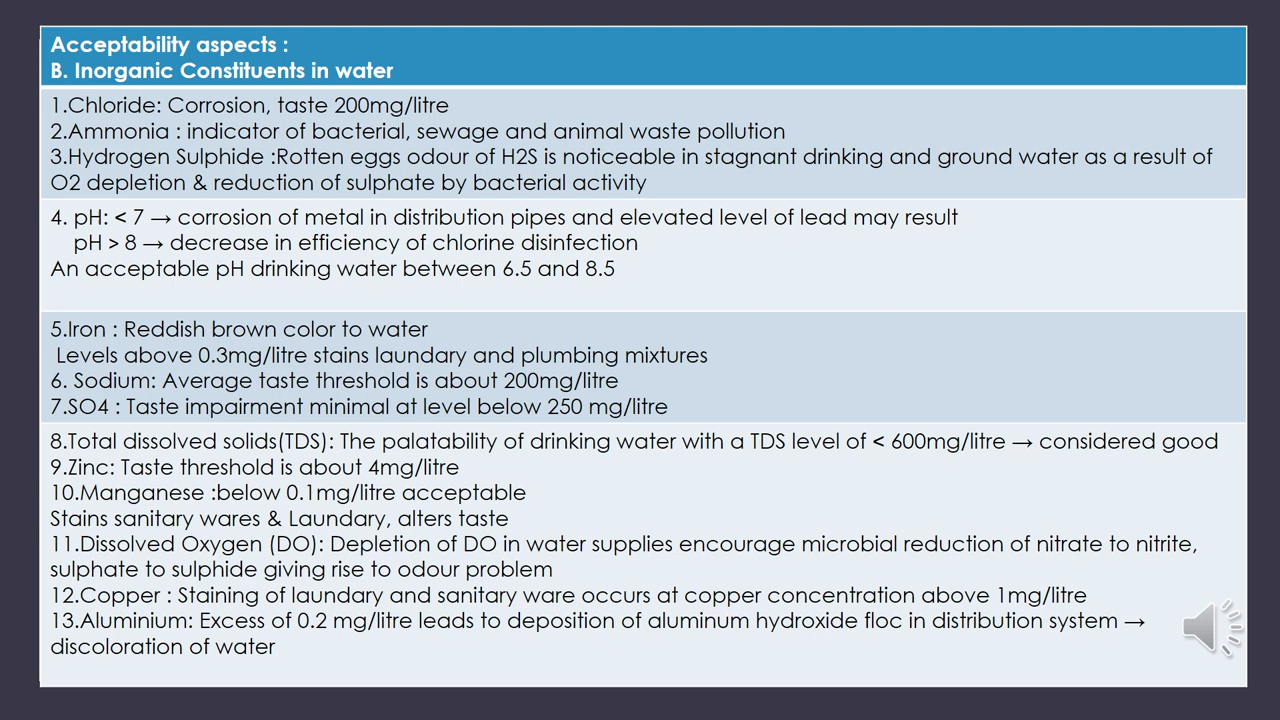 Acceptability aspects :
B. Inorganic Constituents in water
1.Chloride: Corrosion, taste 200mg/litre
2.Ammonia : indicator of bacterial, sewage and animal waste pollution
3.Hydrogen Sulphide :Rotten eggs odour of H2S is noticeable in stagnant drinking and ground water as a result of
O2 depletion & reduction of sulphate by bacterial activity
4. pH: < 7 → corrosion of metal in distribution pipes and elevated level of lead may result
pH > 8 → decrease in efficiency of chlorine disinfection
An acceptable pH drinking water between 6.5 and 8.5
5.Iron : Reddish brown color to water
Levels above 0.3mg/litre stains laundary and plumbing mixtures
6. Sodium: Average taste threshold is about 200mg/litre
7.SO4 : Taste impairment minimal at level below 250 mg/litre
8.Total dissolved solids(TDS): The palatability of drinking water with a TDS level of < 600mg/litre → considered good
9.Zinc: Taste threshold is about 4mg/litre
10.Manganese :below 0.1mg/litre acceptable
Stains sanitary wares & Laundary, alters taste
11.Dissolved Oxygen (DO): Depletion of DO in water supplies encourage microbial reduction of nitrate to nitrite,
sulphate to sulphide giving rise to odour problem
12.Copper : Staining of laundary and sanitary ware occurs at copper concentration above 1mg/litre
13.Aluminium: Excess of 0.2 mg/litre leads to deposition of aluminum hydroxide floc in distribution system →
discoloration of water